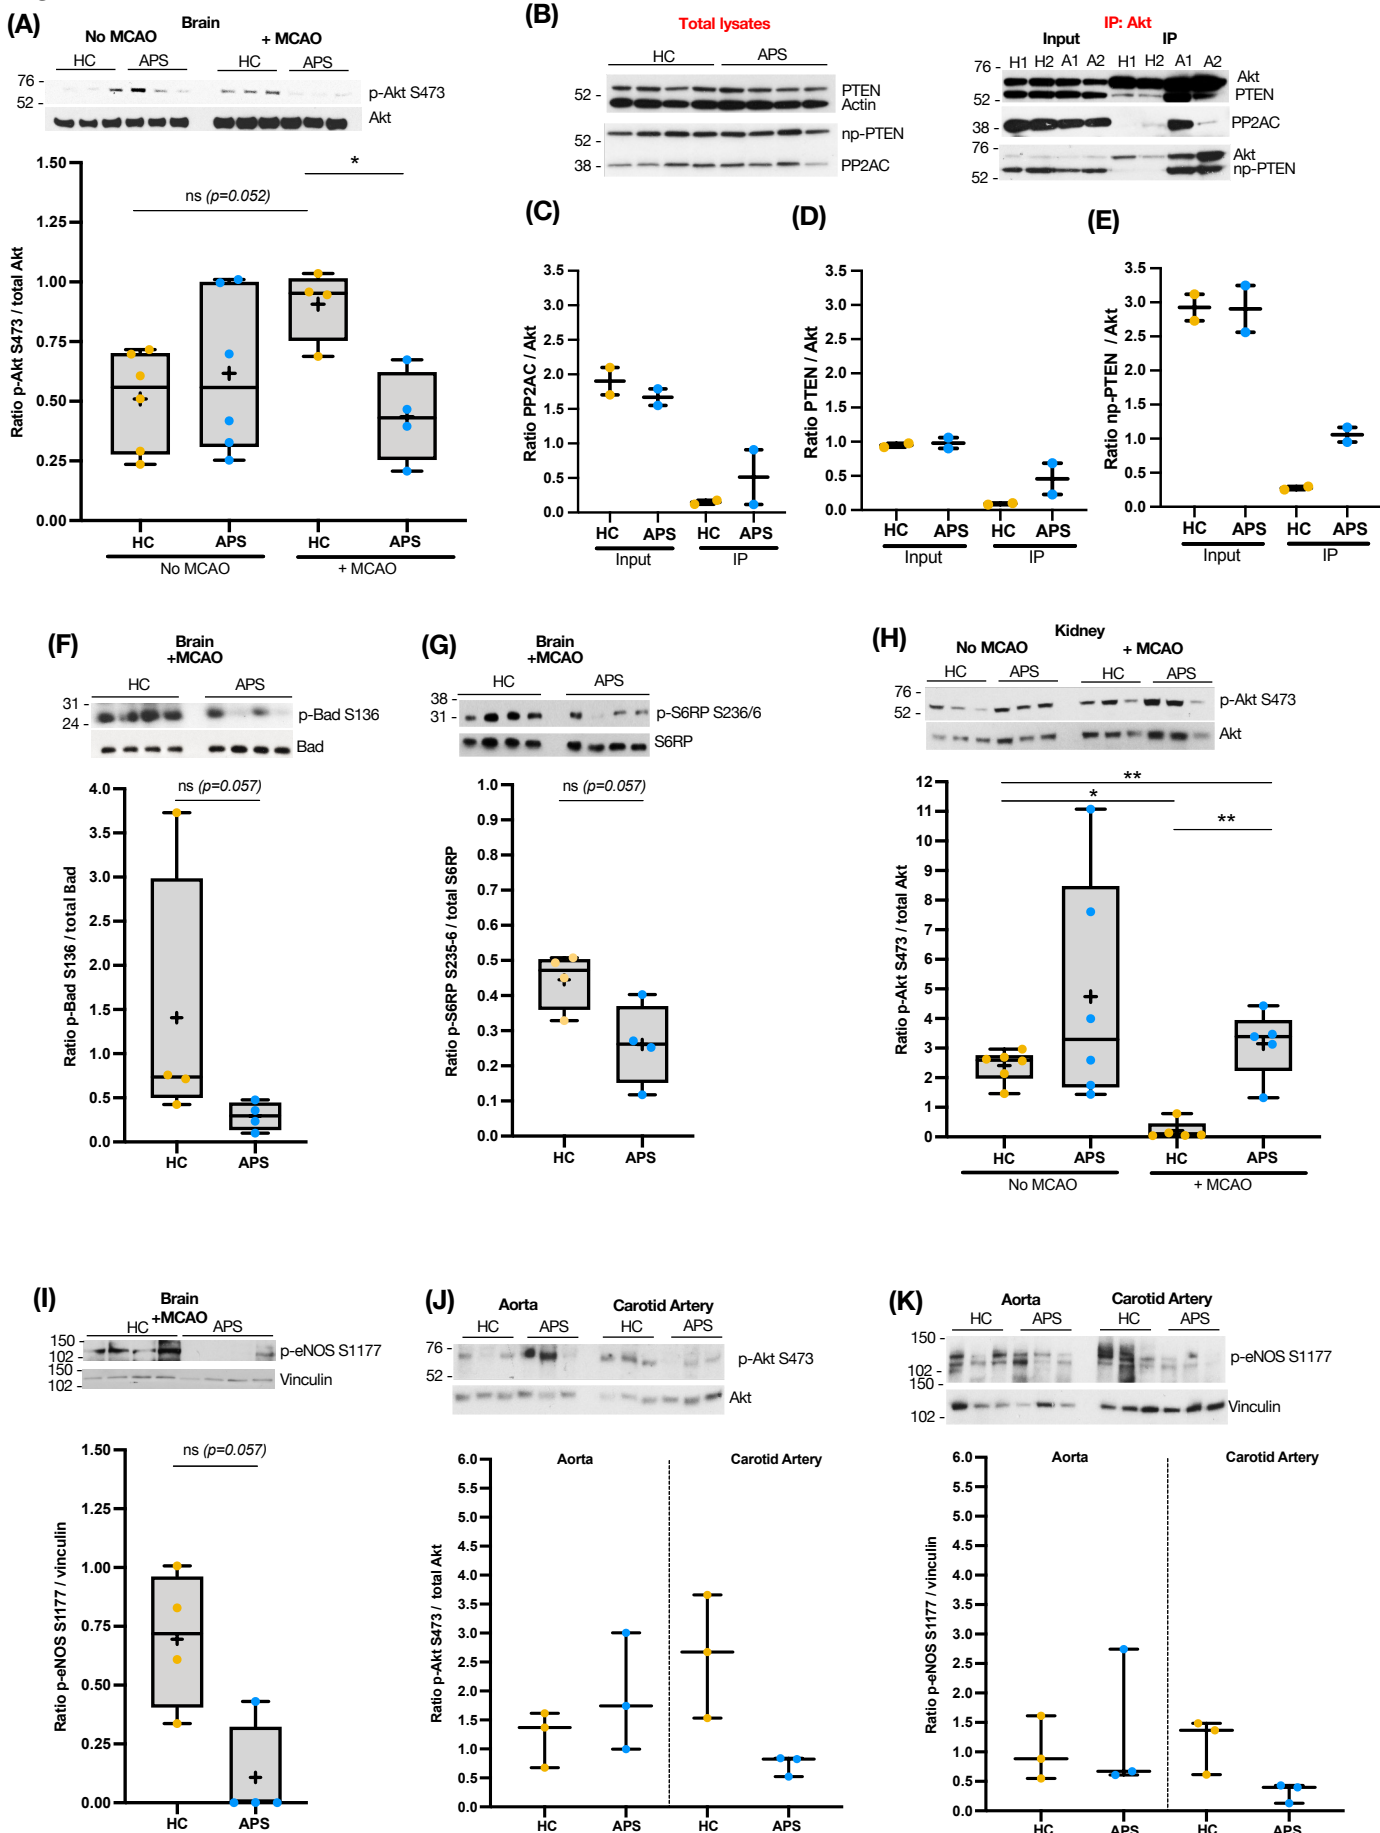 (A)
Brain
No MCAO + MCAO
HC APS HC APS
76 -
52 -
p-Akt S473
Akt
1.50
1.25
1.00
0.75
0.50
0.25
0.00
Ratio p-Akt S473 / total Akt
ns (p=0.052)
*
HC APS HC APS
No MCAO + MCAO
(B)
Total lysates
HC APS
52 -
PTEN
Actin
52 -
38 -
np-PTEN
PP2AC
IP: Akt
Input IP
H1 H2 A1 A2 H1 H2 A1 A2
76 -
52 -
Akt
PTEN
38 -
PP2AC
76 -
52 -
Akt
np-PTEN
(C)
3.5
3.0
2.5
2.0
1.5
1.0
0.5
0.0
Ratio PP2AC / Akt
HC APS HC APS
Input IP
(D)
3.5
3.0
2.5
2.0
1.5
1.0
0.5
0.0
Ratio PTEN / Akt
HC APS HC APS
Input IP
(E)
3.5
3.0
2.5
2.0
1.5
1.0
0.5
0.0
Ratio np-PTEN / Akt
HC APS HC APS
Input IP
(F)
Brain
+MCAO
HC APS
31 -
24 -
p-Bad S136
Bad
4.0
3.5
3.0
2.5
2.0
1.5
1.0
0.5
0.0
Ratio p-Bad S136 / total Bad
ns (p=0.057)
HC APS
(G)
Brain
+MCAO
HC APS
38 -
31 -
p-S6RP S236/6
S6RP
1.0
0.9
0.8
0.7
0.6
0.5
0.4
0.3
0.2
0.1
0.0
Ratio p-S6RP S235-6 / total S6RP
ns (p=0.057)
HC APS
(H)
Kidney
No MCAO + MCAO
HC APS HC APS
76 -
52 -
p-Akt S473
Akt
12
11
10
9
8
7
6
5
4
3
2
1
0
Ratio p-Akt S473 / total Akt
**
*
**
HC APS HC APS
No MCAO + MCAO
(I)
Brain
+MCAO
HC APS
150 -
102 -
p-eNOS S1177
150 -
102 -
Vinculin
1.50
1.25
1.00
0.75
0.50
0.25
0.00
Ratio p-eNOS S1177 / vinculin
ns (p=0.057)
HC APS
(J)
Aorta Carotid Artery
HC APS HC APS
76 -
52 -
p-Akt S473
Akt
6.0
5.5
5.0
4.5
4.0
3.5
3.0
2.5
2.0
1.5
1.0
0.5
0.0
Ratio p-Akt S473 / total Akt
Aorta Carotid Artery
HC APS HC APS
(K)
Aorta Carotid Artery
HC APS HC APS
150 -
102 -
p-eNOS S1177
150 -
102 -
Vinculin
6.0
5.5
5.0
4.5
4.0
3.5
3.0
2.5
2.0
1.5
1.0
0.5
0.0
Ratio p-eNOS S1177 / vinculin
Aorta Carotid Artery
HC APS HC APS